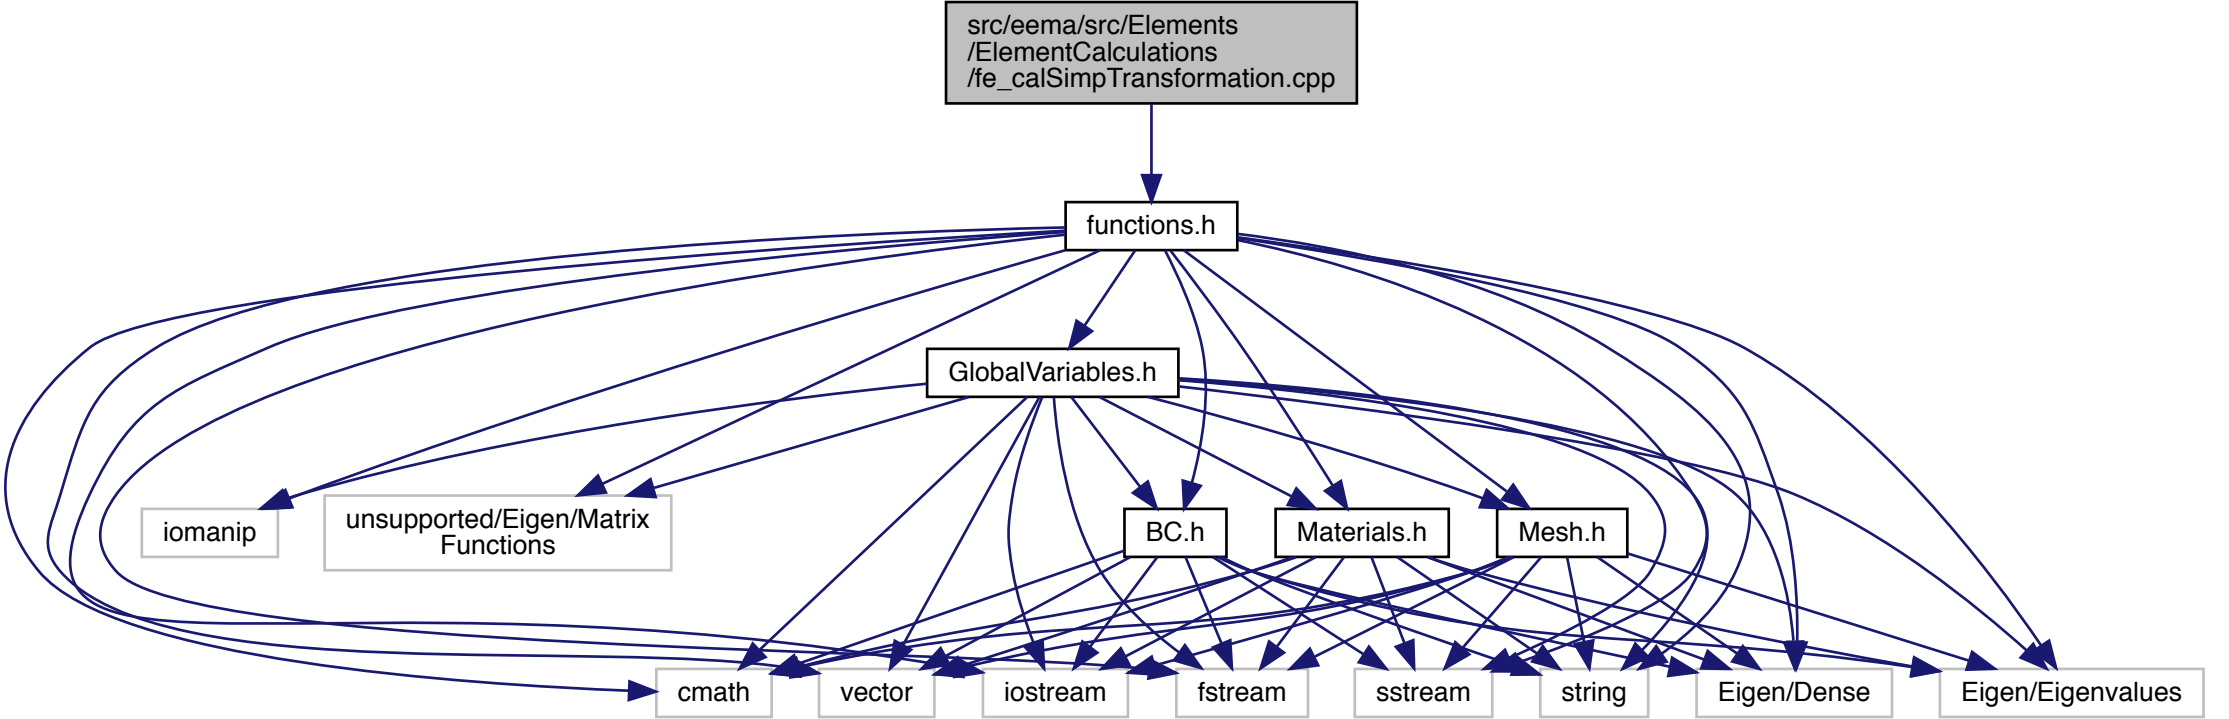 src/eema/src/Elements
/ElementCalculations
/fe_calSimpTransformation.cpp
functions.h
GlobalVariables.h
iomanip
unsupported/Eigen/Matrix
Functions
BC.h
Materials.h
Mesh.h
cmath
vector
iostream
fstream
sstream
string
Eigen/Dense
Eigen/Eigenvalues